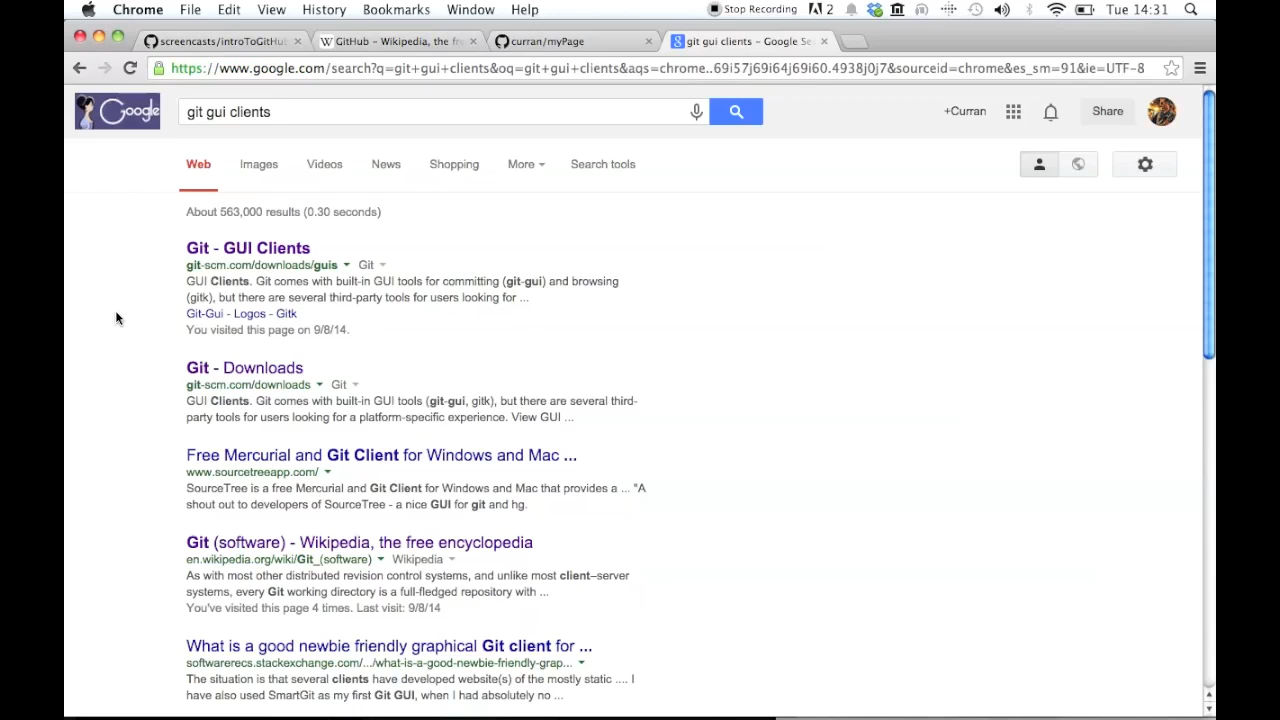 Chrome File Edit View History Bookmarks Window Help Stop Recording 2 Tue 14:31
screencasts/introToGitHub × GitHub - Wikipedia, the fre × curran/myPage × git gui clients - Google Se ×
https://www.google.com/search?q=git+gui+clients&oq=git+gui+clients&aqs=chrome..69i57j69i64j69i60.4938j0j7&sourceid=chrome&es_sm=91&ie=UTF-8
Google git gui clients +Curran Share
Web Images Videos News Shopping More Search tools
About 563,000 results (0.30 seconds)
Git - GUI Clients
git-scm.com/downloads/guis Git
GUI Clients. Git comes with built-in GUI tools for committing (git-gui) and browsing
(gitk), but there are several third-party tools for users looking for ...
Git-Gui - Logos - Gitk
You visited this page on 9/8/14.
Git - Downloads
git-scm.com/downloads Git
GUI Clients. Git comes with built-in GUI tools (git-gui, gitk), but there are several third-
party tools for users looking for a platform-specific experience. View GUI ...
Free Mercurial and Git Client for Windows and Mac ...
www.sourcetreeapp.com/
SourceTree is a free Mercurial and Git Client for Windows and Mac that provides a ... "A
shout out to developers of SourceTree - a nice GUI for git and hg.
Git (software) - Wikipedia, the free encyclopedia
en.wikipedia.org/wiki/Git_(software) Wikipedia
As with most other distributed revision control systems, and unlike most client–server
systems, every Git working directory is a full-fledged repository with ...
You've visited this page 4 times. Last visit: 9/8/14
What is a good newbie friendly graphical Git client for ...
softwarerecs.stackexchange.com/.../what-is-a-good-newbie-friendly-grap...
The situation is that several clients have developed website(s) of the mostly static .... I
have also used SmartGit as my first Git GUI, when I had absolutely no ...